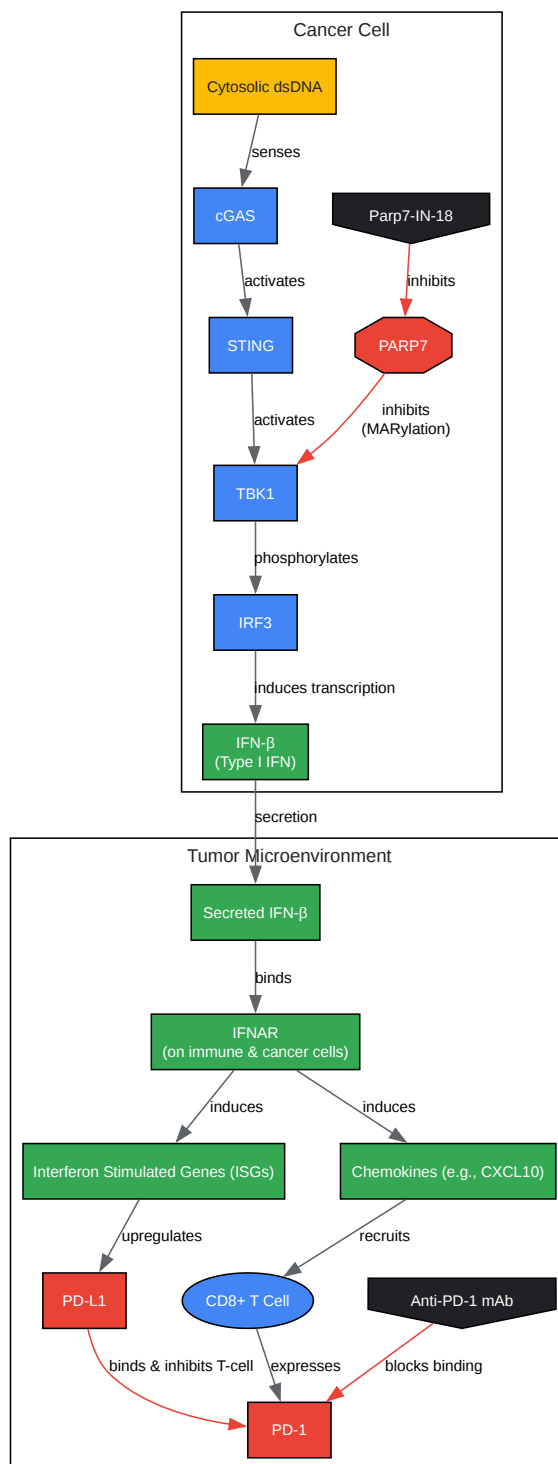 Cancer Cell
Cytosolic dsDNA
senses
cGAS
Parp7-IN-18
activates
inhibits
STING
PARP7
activates
inhibits
(MARylation)
TBK1
phosphorylates
IRF3
induces transcription
IFN-β
(Type I IFN)
secretion
Tumor Microenvironment
Secreted IFN-β
binds
IFNAR
(on immune & cancer cells)
induces
induces
Interferon Stimulated Genes (ISGs)
Chemokines (e.g., CXCL10)
upregulates
recruits
PD-L1
CD8+ T Cell
Anti-PD-1 mAb
binds & inhibits T-cell
expresses
blocks binding
PD-1